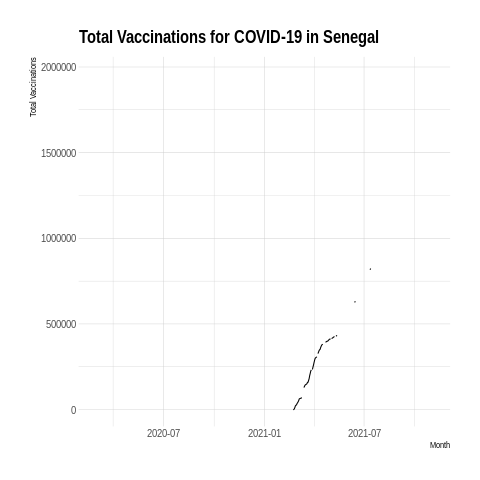 Total Vaccinations for COVID-19 in Senegal
Total Vaccinations
2000000
1500000
1000000
500000
0
2020-07 2021-01 2021-07
Month